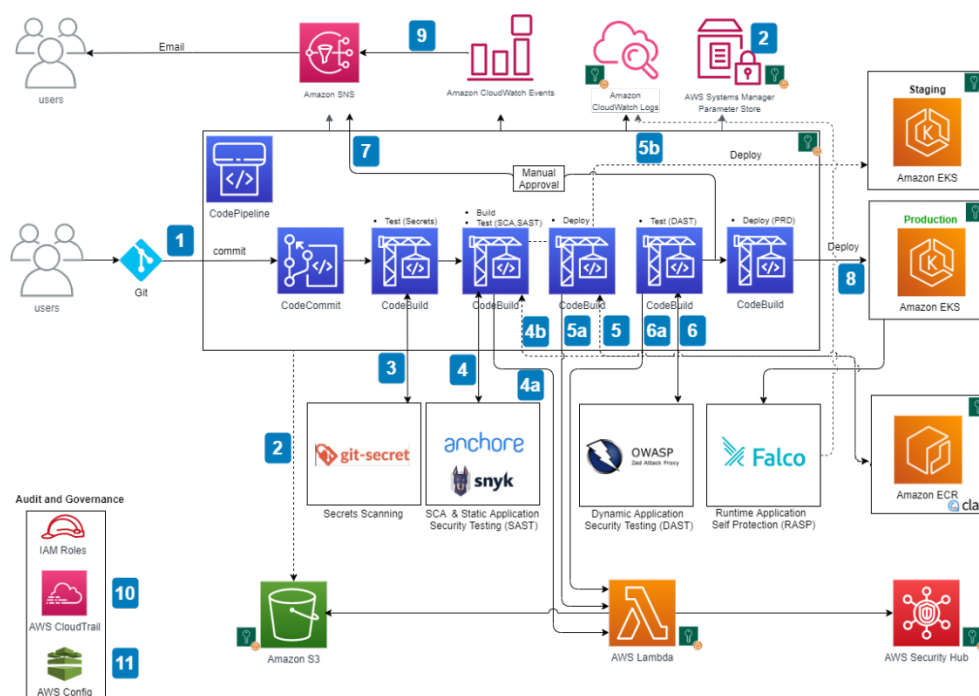 9
2
Email
users
Amazon SNS
Amazon CloudWatch Events
Amazon
CloudWatch Logs
AWS Systems Manager
Parameter Store
Staging
Amazon EKS
7
5b
Deploy
Manual
Approval
CodePipeline
• Test (Secrets)
• Build
• Test (SCA,SAST)
• Deploy
• Test (DAST)
• Deploy (PRD)
Production
Amazon EKS
1
commit
Deploy
8
users
Git
CodeCommit
CodeBuild
CodeBuild
CodeBuild
CodeBuild
CodeBuild
4b
5a
5
6a
6
3
4
4a
2
git-secret
anchore
snyk
OWASP
Zed Attack Proxy
Falco
Amazon ECR
cla
Secrets Scanning
SCA & Static Application
Security Testing (SAST)
Dynamic Application
Security Testing (DAST)
Runtime Application
Self Protection (RASP)
Audit and Governance
IAM Roles
10
AWS CloudTrail
11
AWS Config
Amazon S3
AWS Lambda
AWS Security Hub